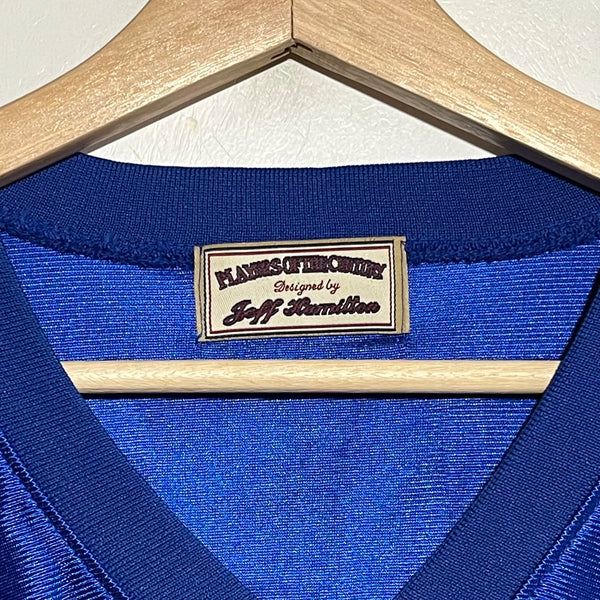 PLAYERS OF THE CENTURY
Designed by
Jeff Hamilton